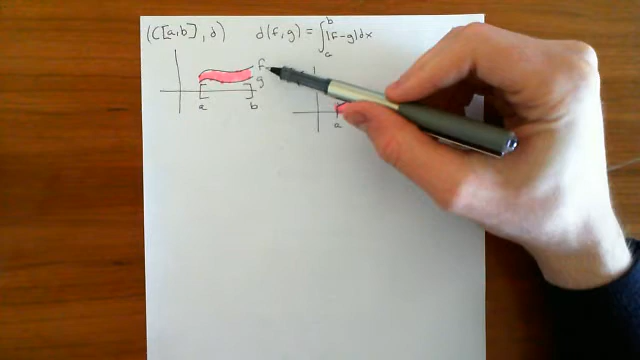 (C[a,b], d) d(f,g) = ∫_a^b |f-g|dx
f
g
a b
a